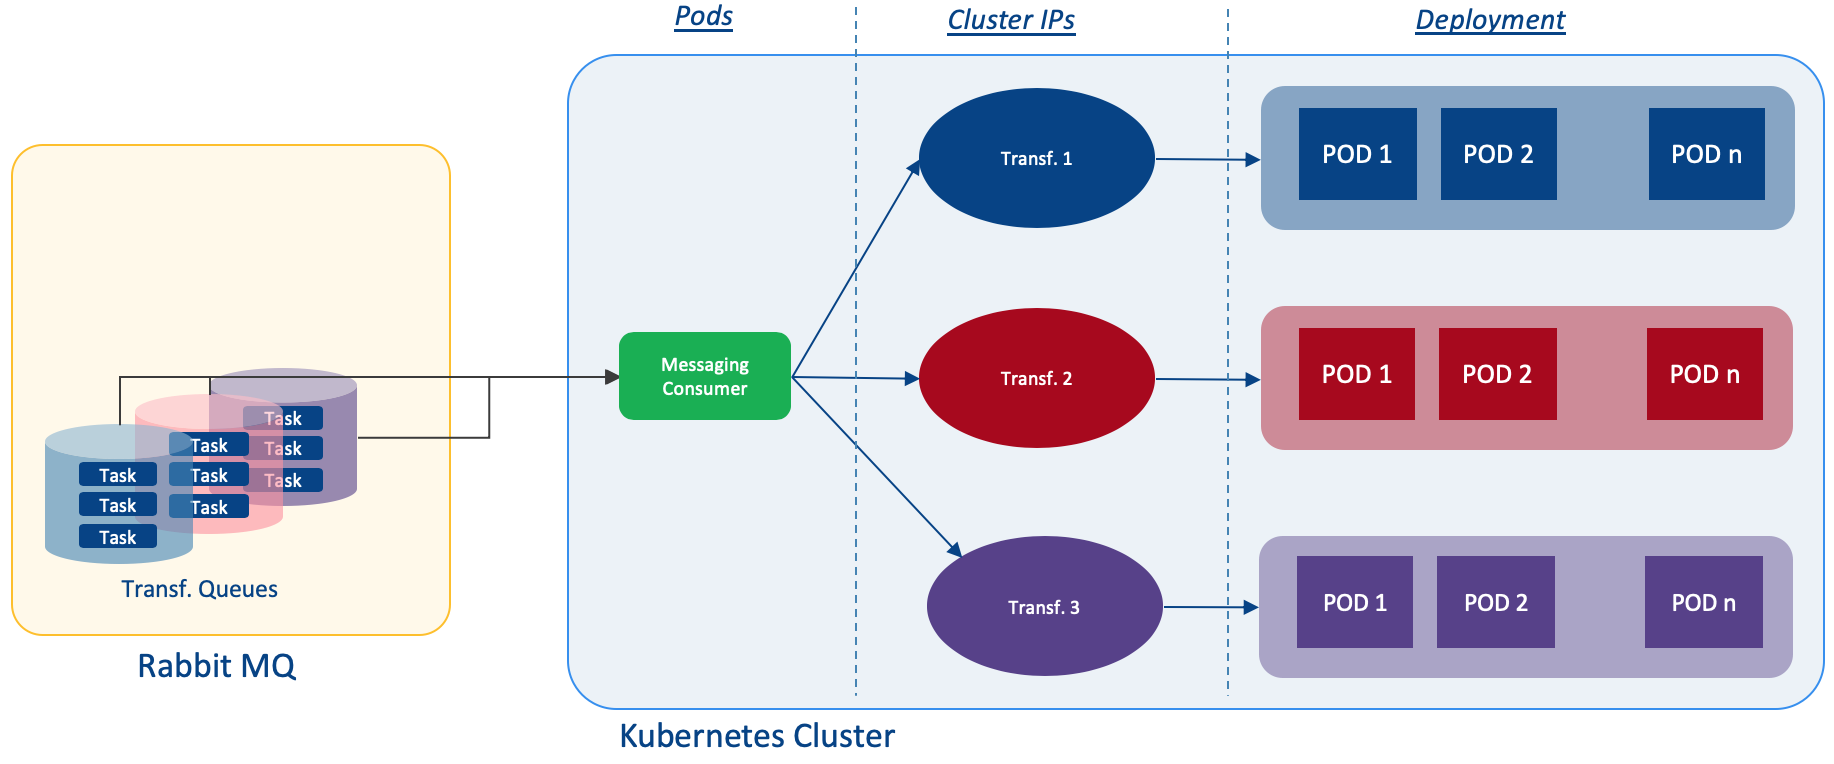 Pods
Cluster IPs
Deployment
Transf. 1
POD 1
POD 2
POD n
Messaging
Consumer
Transf. 2
POD 1
POD 2
POD n
Task
Task
Task
Task
Task
Task
Task
Task
Task
Transf. Queues
Transf. 3
POD 1
POD 2
POD n
Rabbit MQ
Kubernetes Cluster